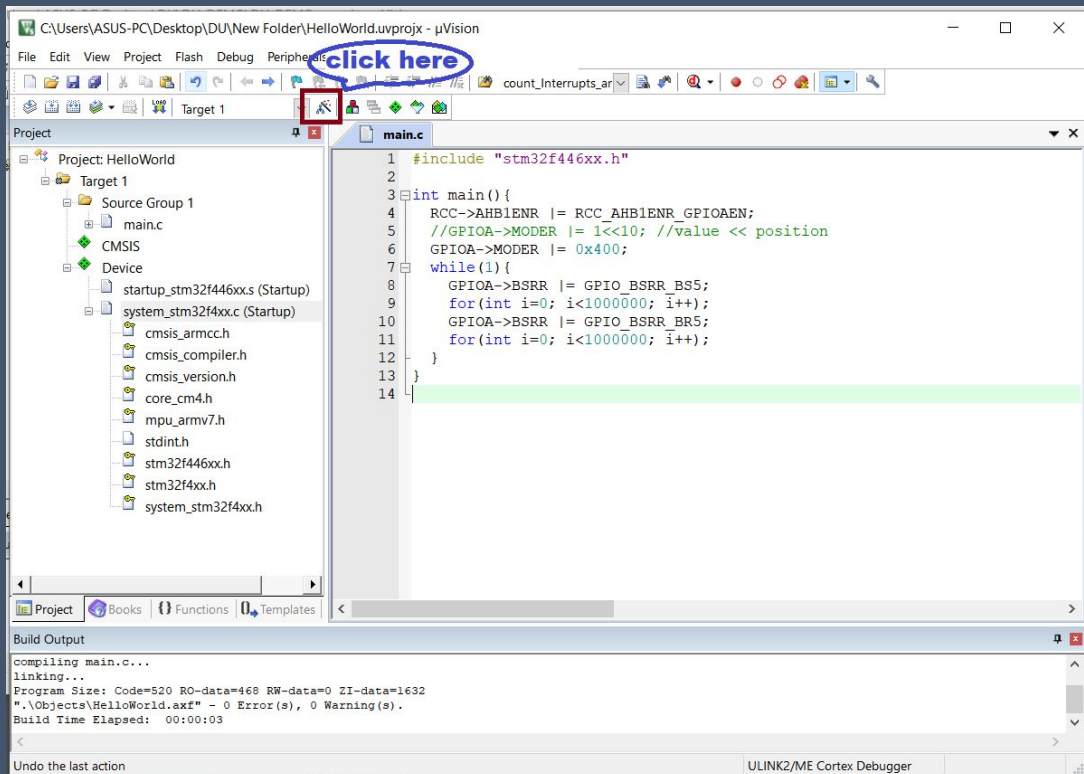 C:\Users\ASUS-PC\Desktop\DU\New Folder\HelloWorld.uvprojx - µVision
File Edit View Project Flash Debug Peripherals
click here
count_Interrupts_ar
Target 1
Project
Project: HelloWorld
Target 1
Source Group 1
main.c
CMSIS
Device
startup_stm32f446xx.s (Startup)
system_stm32f4xx.c (Startup)
cmsis_armcc.h
cmsis_compiler.h
cmsis_version.h
core_cm4.h
mpu_armv7.h
stdint.h
stm32f446xx.h
stm32f4xx.h
system_stm32f4xx.h
Project Books Functions Templates
main.c
1 #include "stm32f446xx.h"
2
3 int main(){
4 RCC->AHB1ENR |= RCC_AHB1ENR_GPIOAEN;
5 //GPIOA->MODER |= 1<<10; //value << position
6 GPIOA->MODER |= 0x400;
7 while(1){
8 GPIOA->BSRR |= GPIO_BSRR_BS5;
9 for(int i=0; i<1000000; i++);
10 GPIOA->BSRR |= GPIO_BSRR_BR5;
11 for(int i=0; i<1000000; i++);
12 }
13 }
14
Build Output
compiling main.c...
linking...
Program Size: Code=520 RO-data=468 RW-data=0 ZI-data=1632
".\Objects\HelloWorld.axf" - 0 Error(s), 0 Warning(s).
Build Time Elapsed: 00:00:03
Undo the last action
ULINK2/ME Cortex Debugger